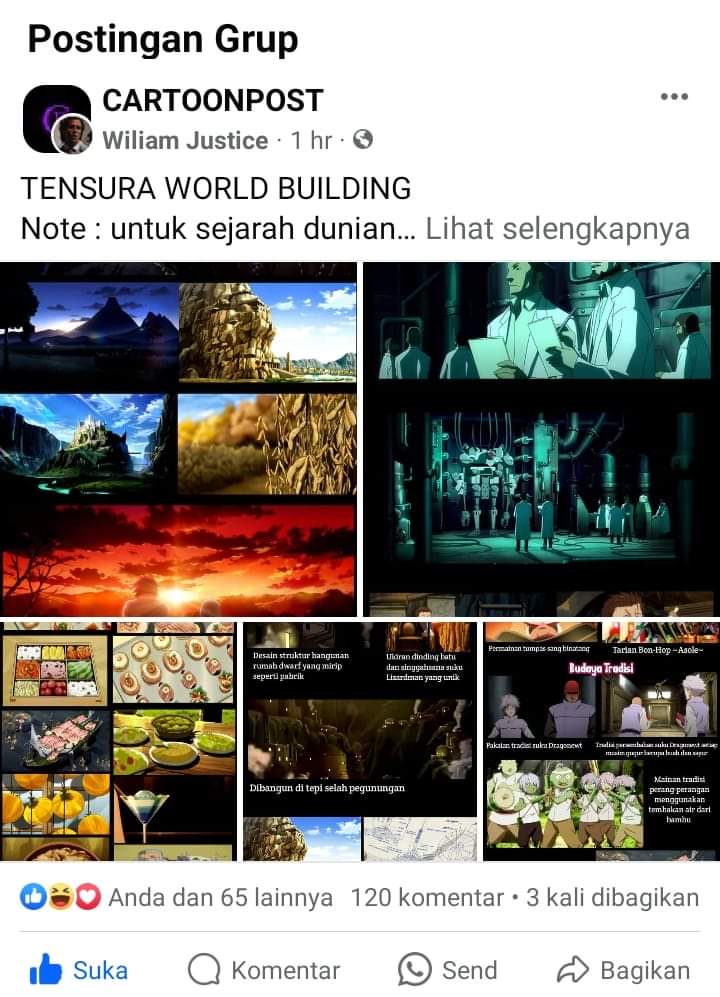 Postingan Grup
CARTOONPOST
Wiliam Justice · 1 hr ·
TENSURA WORLD BUILDING
Note : untuk sejarah dunian... Lihat selengkapnya
Desain struktur bangunan
rumah dwarf yang mirip
seperti pabrik
Ukiran dinding batu
dan singgahsana suku
Lizardman yang unik
Dibangun di tepi selah pegunungan
Permainan tumpas sang binatang
Tarian Bon-Hop ~Asole~
Budaya Tradisi
Pakaian tradisi suku Dragonewt
Tradisi persembahan suku Dragonewt setiap
musim gugur berupa buah dan sayur
Mainan tradisi
perang-perangan
menggunakan
tembakan air dari
bambu
Anda dan 65 lainnya
120 komentar • 3 kali dibagikan
Suka
Komentar
Send
Bagikan